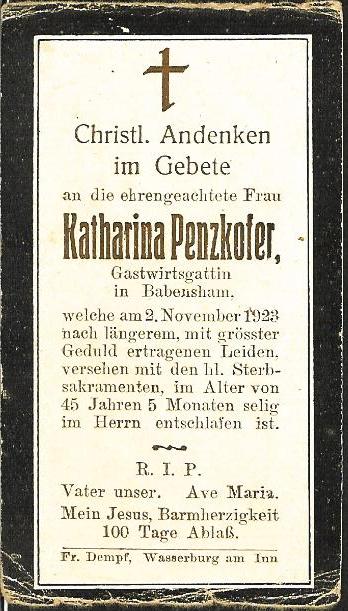 Christl. Andenken
im Gebete
an die ehrengeachtete Frau
Katharina Penzkofer,
Gastwirtsgattin
in Babensham,
welche am 2. November 1923
nach längerem, mit grösster
Geduld ertragenen Leiden,
versehen mit den hl. Sterb-
sakramenten, im Alter von
45 Jahren 5 Monaten selig
im Herrn entschlafen ist.
R. I. P.
Vater unser. Ave Maria.
Mein Jesus, Barmherzigkeit
100 Tage Ablaß.
Fr. Dempf, Wasserburg am Inn